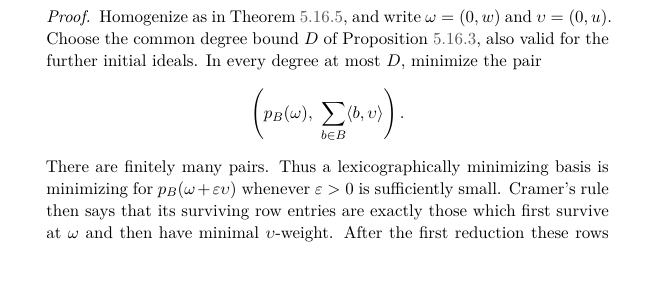 Proof. Homogenize as in Theorem 5.16.5, and write ω = (0, w) and υ = (0, u).
Choose the common degree bound D of Proposition 5.16.3, also valid for the
further initial ideals. In every degree at most D, minimize the pair
(p_B(ω), ∑_{b∈B} ⟨b, υ⟩).
There are finitely many pairs. Thus a lexicographically minimizing basis is
minimizing for p_B(ω+ευ) whenever ε > 0 is sufficiently small. Cramer's rule
then says that its surviving row entries are exactly those which first survive
at ω and then have minimal υ-weight. After the first reduction these rows